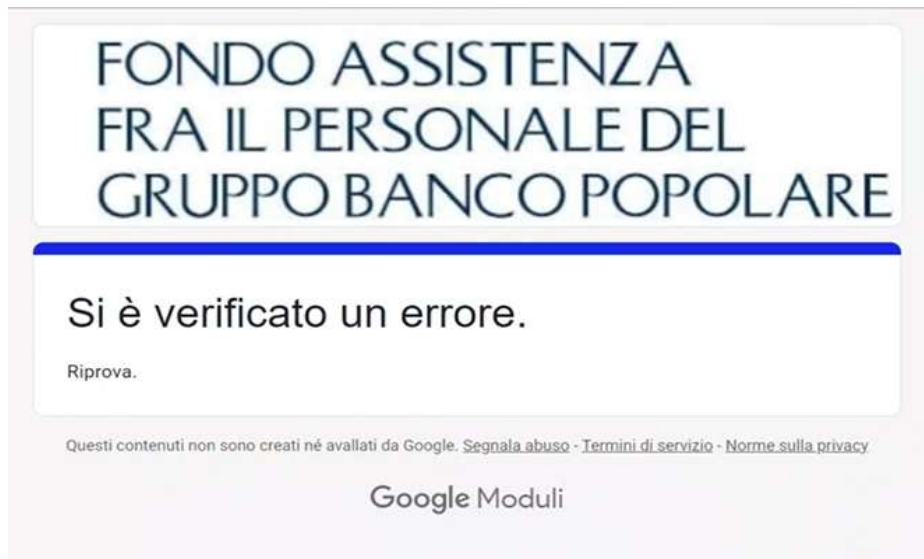 FONDO ASSISTENZA
FRA IL PERSONALE DEL
GRUPPO BANCO POPOLARE
Si è verificato un errore.
Riprova.
Questi contenuti non sono creati né avallati da Google. Segnala abuso - Termini di servizio - Norme sulla privacy
Google Moduli